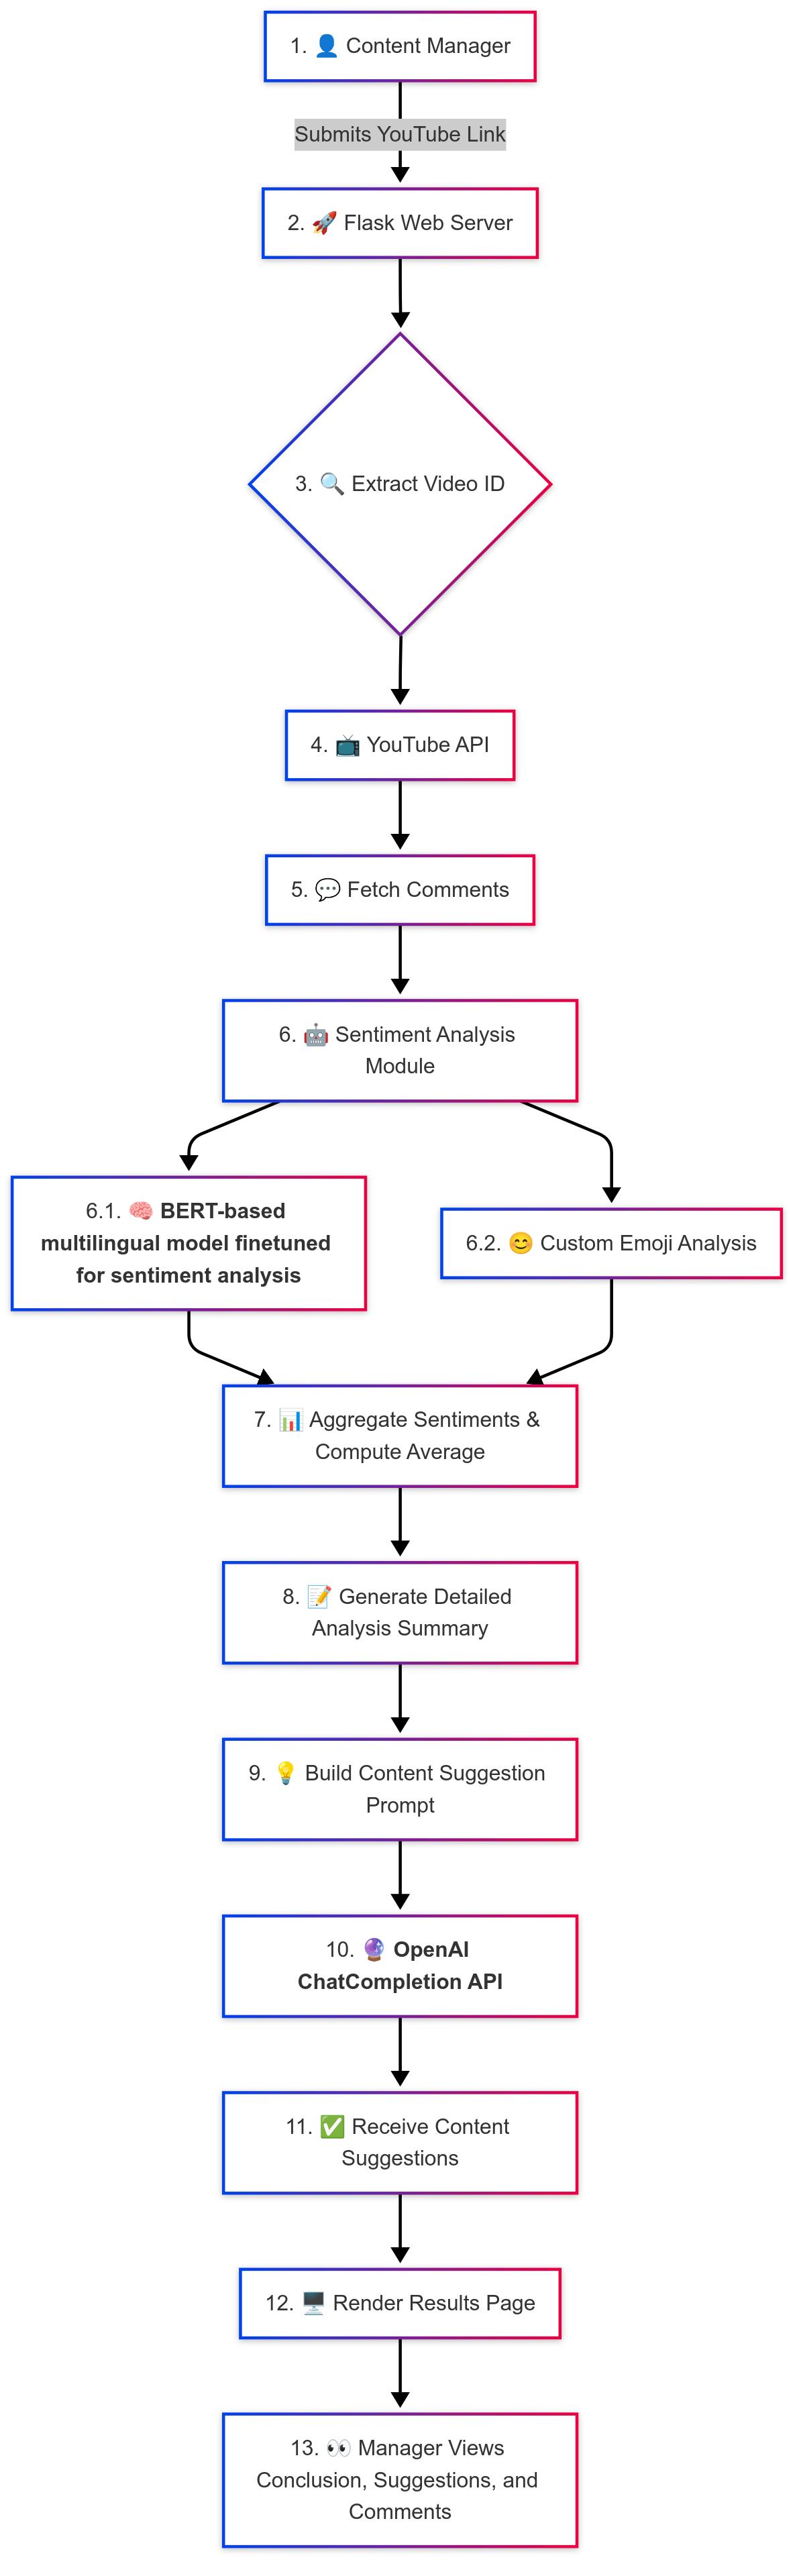 1. 👤 Content Manager
Submits YouTube Link
2. 🚀 Flask Web Server
3. 🔍 Extract Video ID
4. 📺 YouTube API
5. 💬 Fetch Comments
6. 🤖 Sentiment Analysis
Module
6.1. 🧠 BERT-based
multilingual model finetuned
for sentiment analysis
6.2. 😊 Custom Emoji Analysis
7. 📊 Aggregate Sentiments &
Compute Average
8. 📝 Generate Detailed
Analysis Summary
9. 💡 Build Content Suggestion
Prompt
10. 🔮 OpenAI
ChatCompletion API
11. ✅ Receive Content
Suggestions
12. 🖥️ Render Results Page
13. 👀 Manager Views
Conclusion, Suggestions, and
Comments